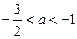 -3/2 < a < -1